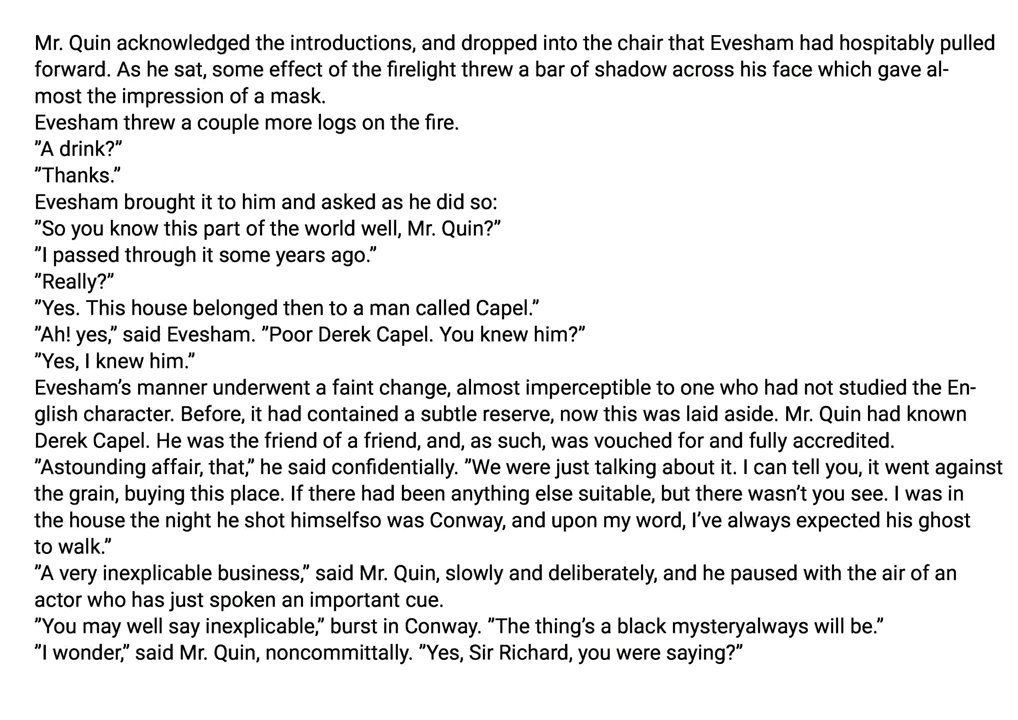 Mr. Quin acknowledged the introductions, and dropped into the chair that Evesham had hospitably pulled
forward. As he sat, some effect of the firelight threw a bar of shadow across his face which gave al-
most the impression of a mask.
Evesham threw a couple more logs on the fire.
”A drink?”
”Thanks.”
Evesham brought it to him and asked as he did so:
”So you know this part of the world well, Mr. Quin?”
”I passed through it some years ago.”
”Really?”
”Yes. This house belonged then to a man called Capel.”
”Ah! yes,” said Evesham. ”Poor Derek Capel. You knew him?”
”Yes, I knew him.”
Evesham’s manner underwent a faint change, almost imperceptible to one who had not studied the En-
glish character. Before, it had contained a subtle reserve, now this was laid aside. Mr. Quin had known
Derek Capel. He was the friend of a friend, and, as such, was vouched for and fully accredited.
”Astounding affair, that,” he said confidentially. ”We were just talking about it. I can tell you, it went against
the grain, buying this place. If there had been anything else suitable, but there wasn’t you see. I was in
the house the night he shot himselfso was Conway, and upon my word, I’ve always expected his ghost
to walk.”
”A very inexplicable business,” said Mr. Quin, slowly and deliberately, and he paused with the air of an
actor who has just spoken an important cue.
”You may well say inexplicable,” burst in Conway. ”The thing’s a black mysteryalways will be.”
”I wonder,” said Mr. Quin, noncommittally. ”Yes, Sir Richard, you were saying?”